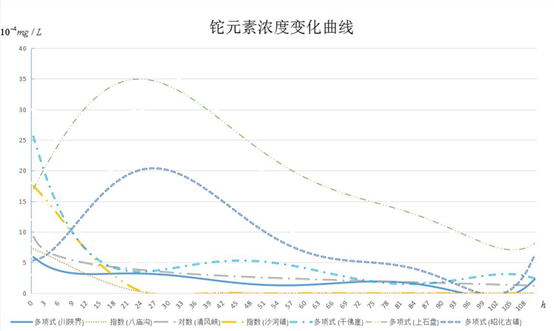 铊元素浓度变化曲线
10⁻⁴mg / L
40
35
30
25
20
15
10
5
0
0 3 6 9 12 15 18 21 24 27 30 33 36 39 42 45 48 51 54 57 60 63 66 69 72 75 78 81 84 87 90 93 96 99 102 105 108 h
多项式 (川陕界) 指数 (八庙沟) 对数 (清风峡) 指数 (沙河镇) 多项式 (千佛崖) 多项式 (上石盘) 多项式 (昭化古镇)